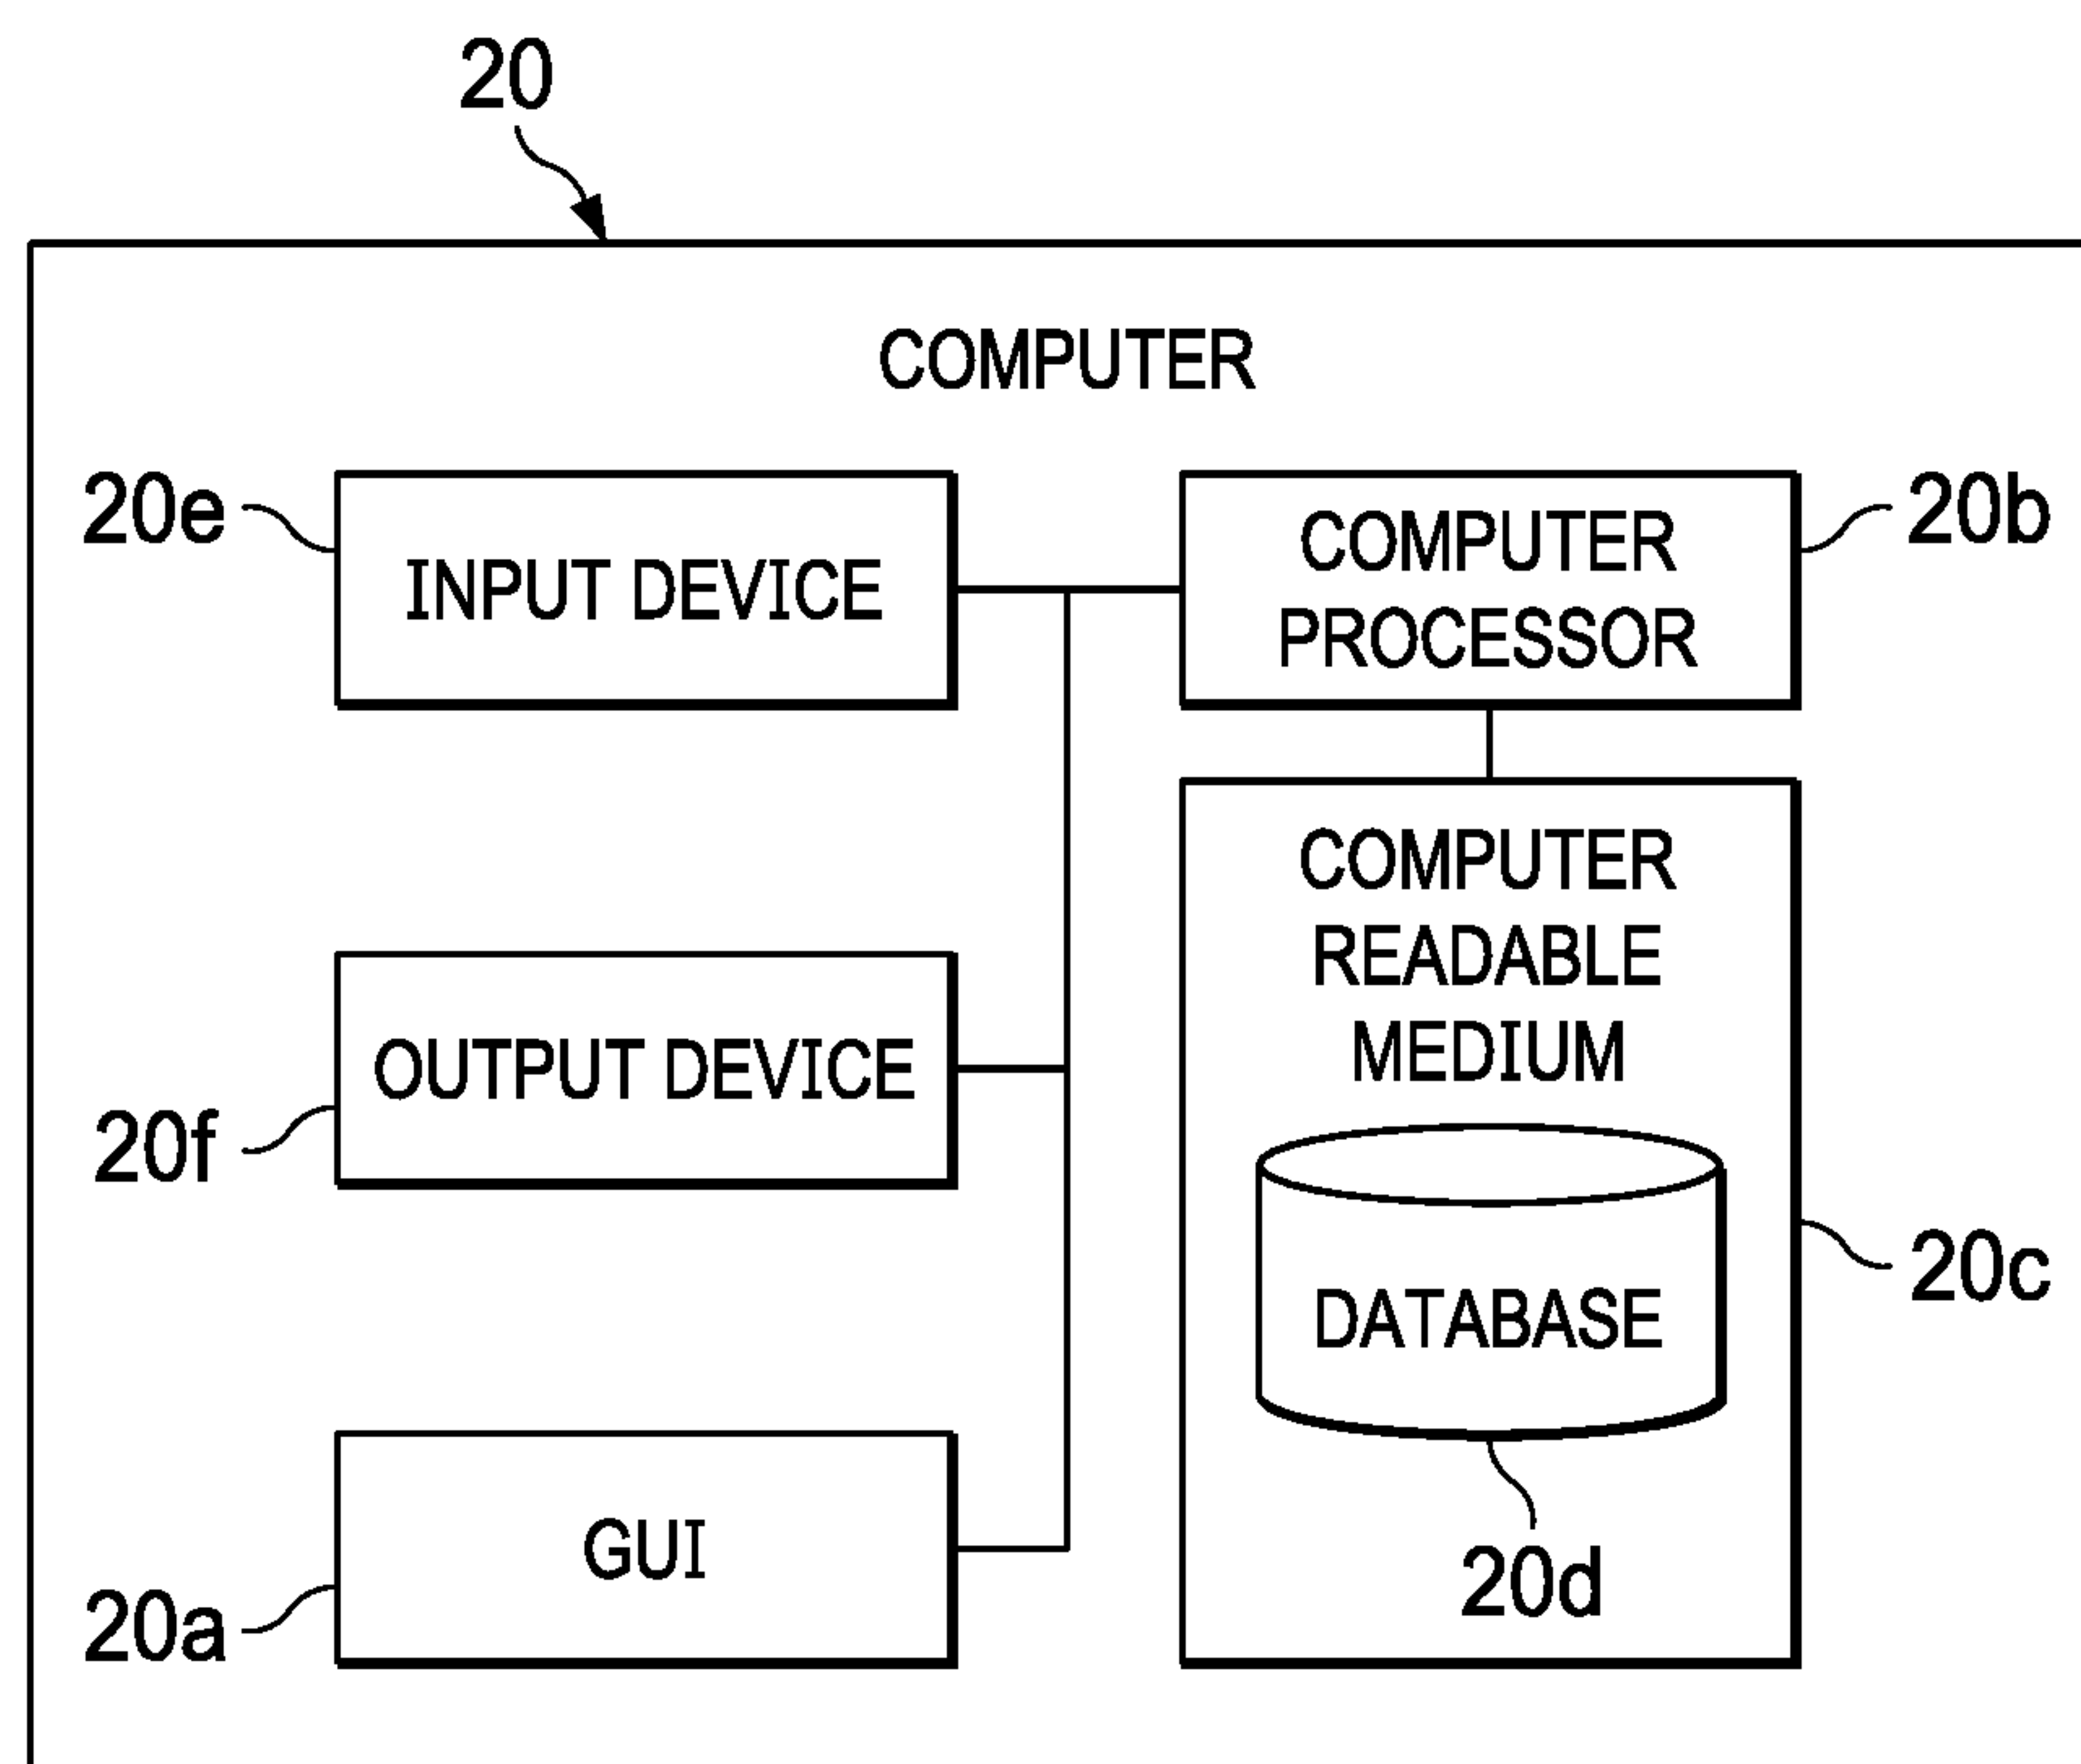 20
COMPUTER
20e
INPUT DEVICE
COMPUTER
PROCESSOR
20b
OUTPUT DEVICE
20f
COMPUTER
READABLE
MEDIUM
DATABASE
20c
20d
GUI
20a